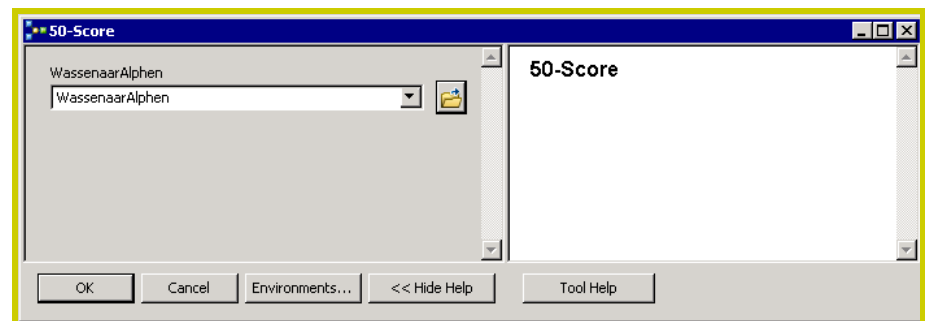 50-Score
WassenaarAlphen
WassenaarAlphen
50-Score
OK Cancel Environments... << Hide Help Tool Help